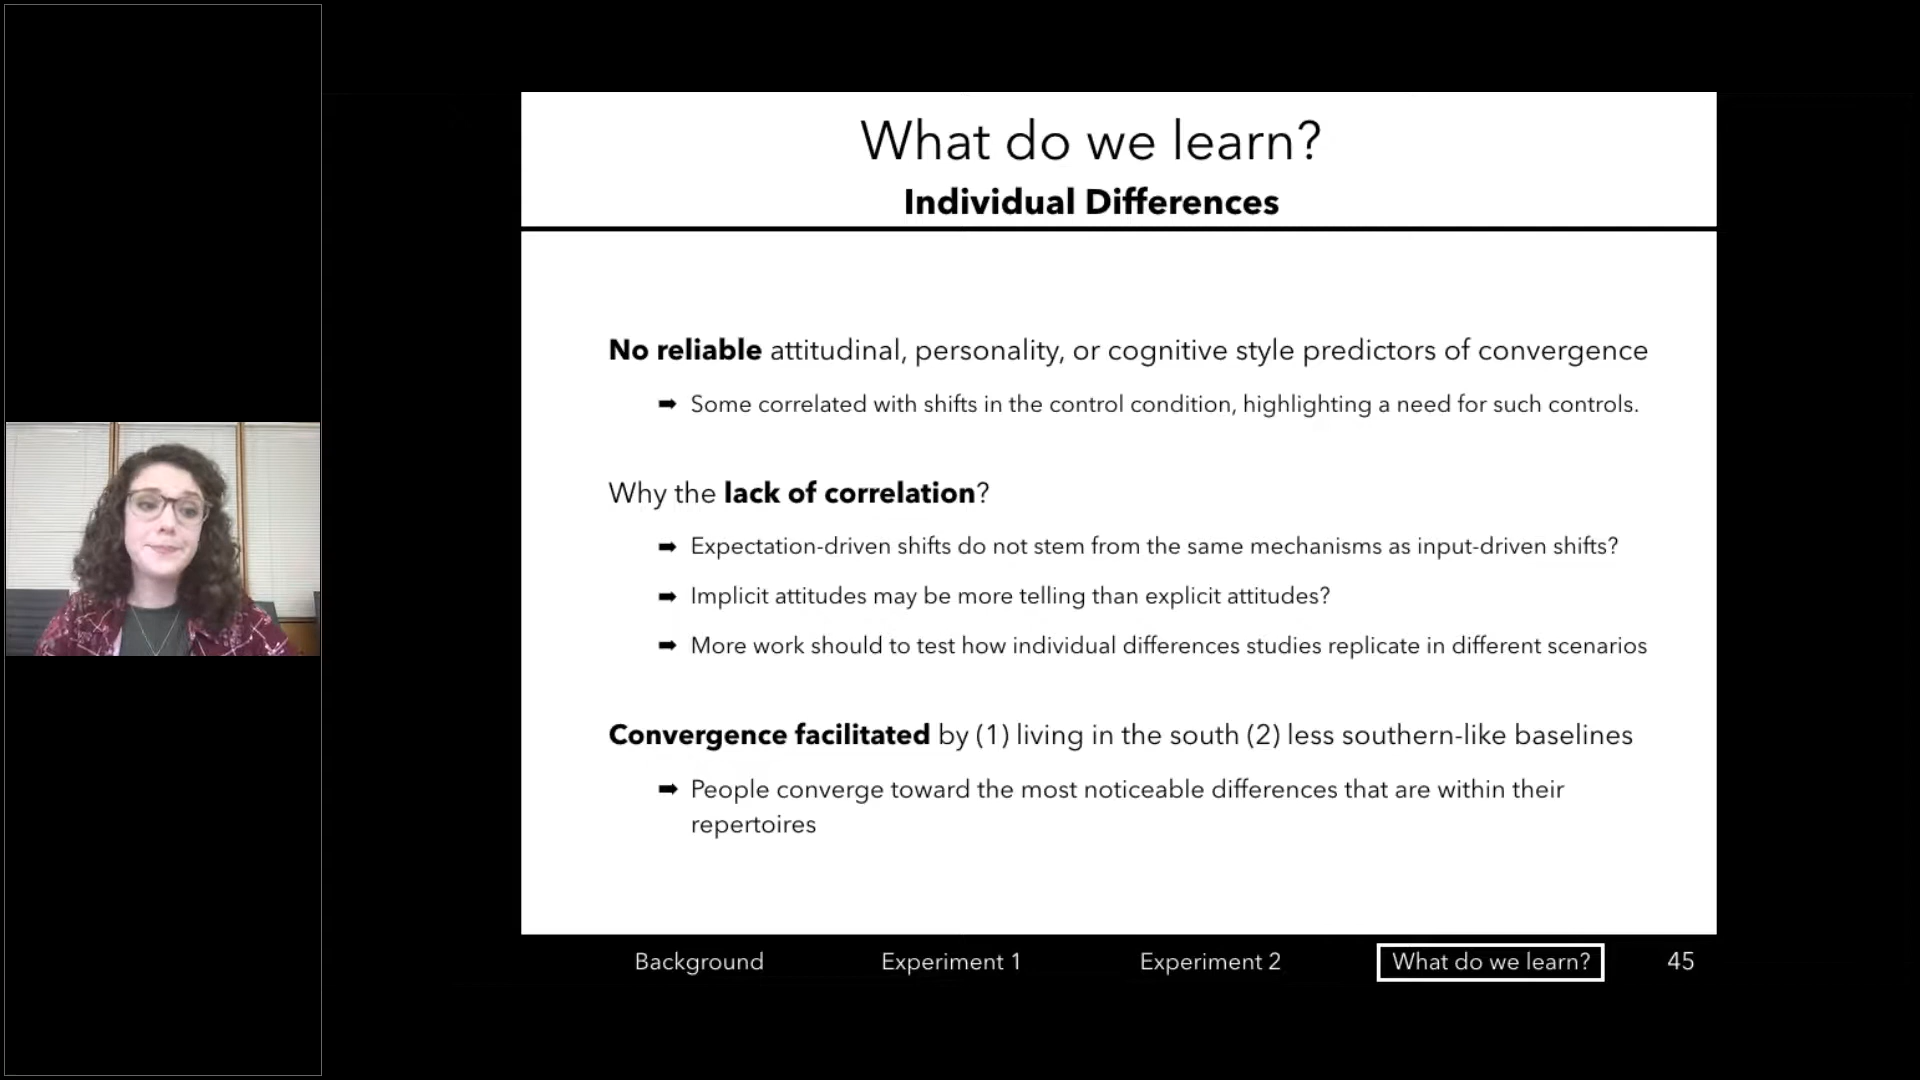 What do we learn?
Individual Differences
No reliable attitudinal, personality, or cognitive style predictors of convergence
➡ Some correlated with shifts in the control condition, highlighting a need for such controls.
Why the lack of correlation?
➡ Expectation-driven shifts do not stem from the same mechanisms as input-driven shifts?
➡ Implicit attitudes may be more telling than explicit attitudes?
➡ More work should to test how individual differences studies replicate in different scenarios
Convergence facilitated by (1) living in the south (2) less southern-like baselines
➡ People converge toward the most noticeable differences that are within their
repertoires
Background Experiment 1 Experiment 2 What do we learn? 45